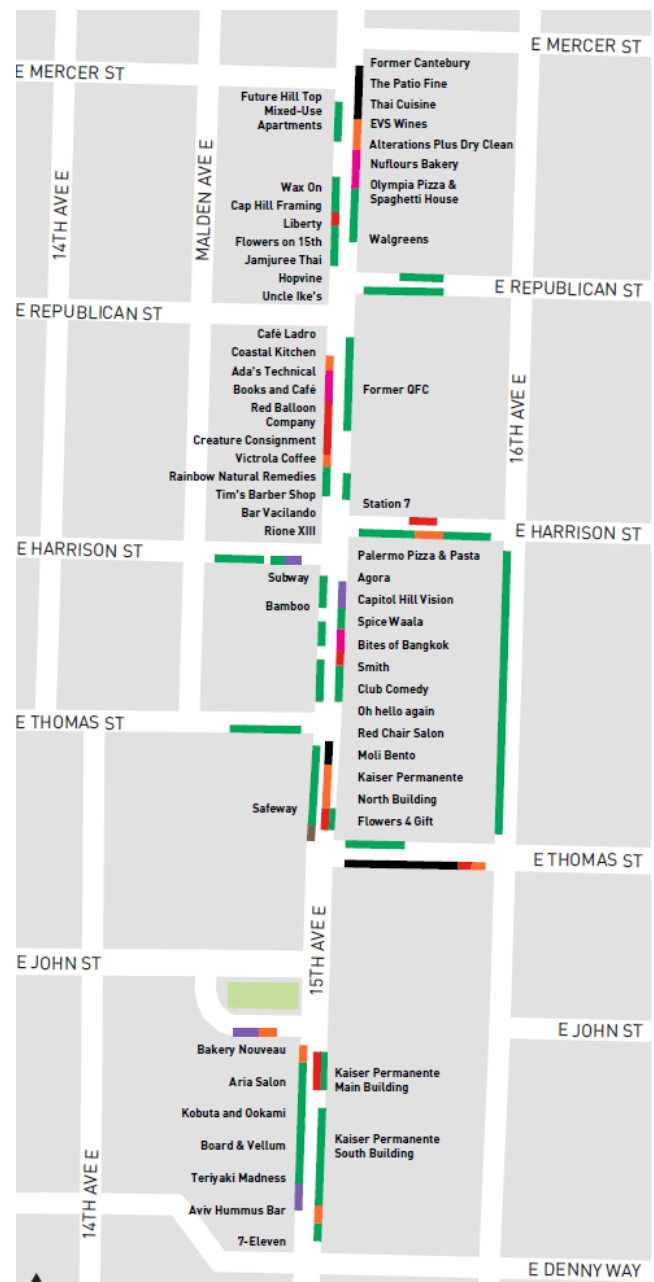 E MERCER ST
E MERCER ST
Former Cantebury
The Patio Fine
Thai Cuisine
EVS Wines
Alterations Plus Dry Clean
Nuflours Bakery
Olympia Pizza &
Spaghetti House
Walgreens
Future Hill Top
Mixed-Use
Apartments
Wax On
Cap Hill Framing
Liberty
Flowers on 15th
Jamjuree Thai
Hopvine
Uncle Ike's
14TH AVE E
MALDEN AVE E
E REPUBLICAN ST
E REPUBLICAN ST
Café Ladro
Coastal Kitchen
Ada's Technical
Books and Café
Red Balloon
Company
Creature Consignment
Victrola Coffee
Rainbow Natural Remedies
Tim's Barber Shop
Bar Vacilando
Rione XIII
Former QFC
Station 7
16TH AVE E
E HARRISON ST
E HARRISON ST
Subway
Bamboo
Palermo Pizza & Pasta
Agora
Capitol Hill Vision
Spice Waala
Bites of Bangkok
Smith
Club Comedy
Oh hello again
Red Chair Salon
Moli Bento
Kaiser Permanente
North Building
Flowers 4 Gift
E THOMAS ST
Safeway
E THOMAS ST
15TH AVE E
E JOHN ST
E JOHN ST
Bakery Nouveau
Aria Salon
Kobuta and Ookami
Board & Vellum
Teriyaki Madness
Aviv Hummus Bar
7-Eleven
Kaiser Permanente
Main Building
Kaiser Permanente
South Building
14TH AVE E
E DENNY WAY